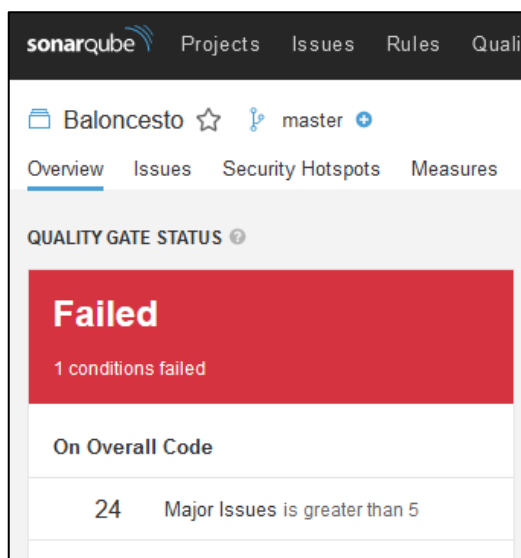 sonarqube Projects Issues Rules Quali
Baloncesto master
Overview Issues Security Hotspots Measures
QUALITY GATE STATUS ?
Failed
1 conditions failed
On Overall Code
24 Major Issues is greater than 5